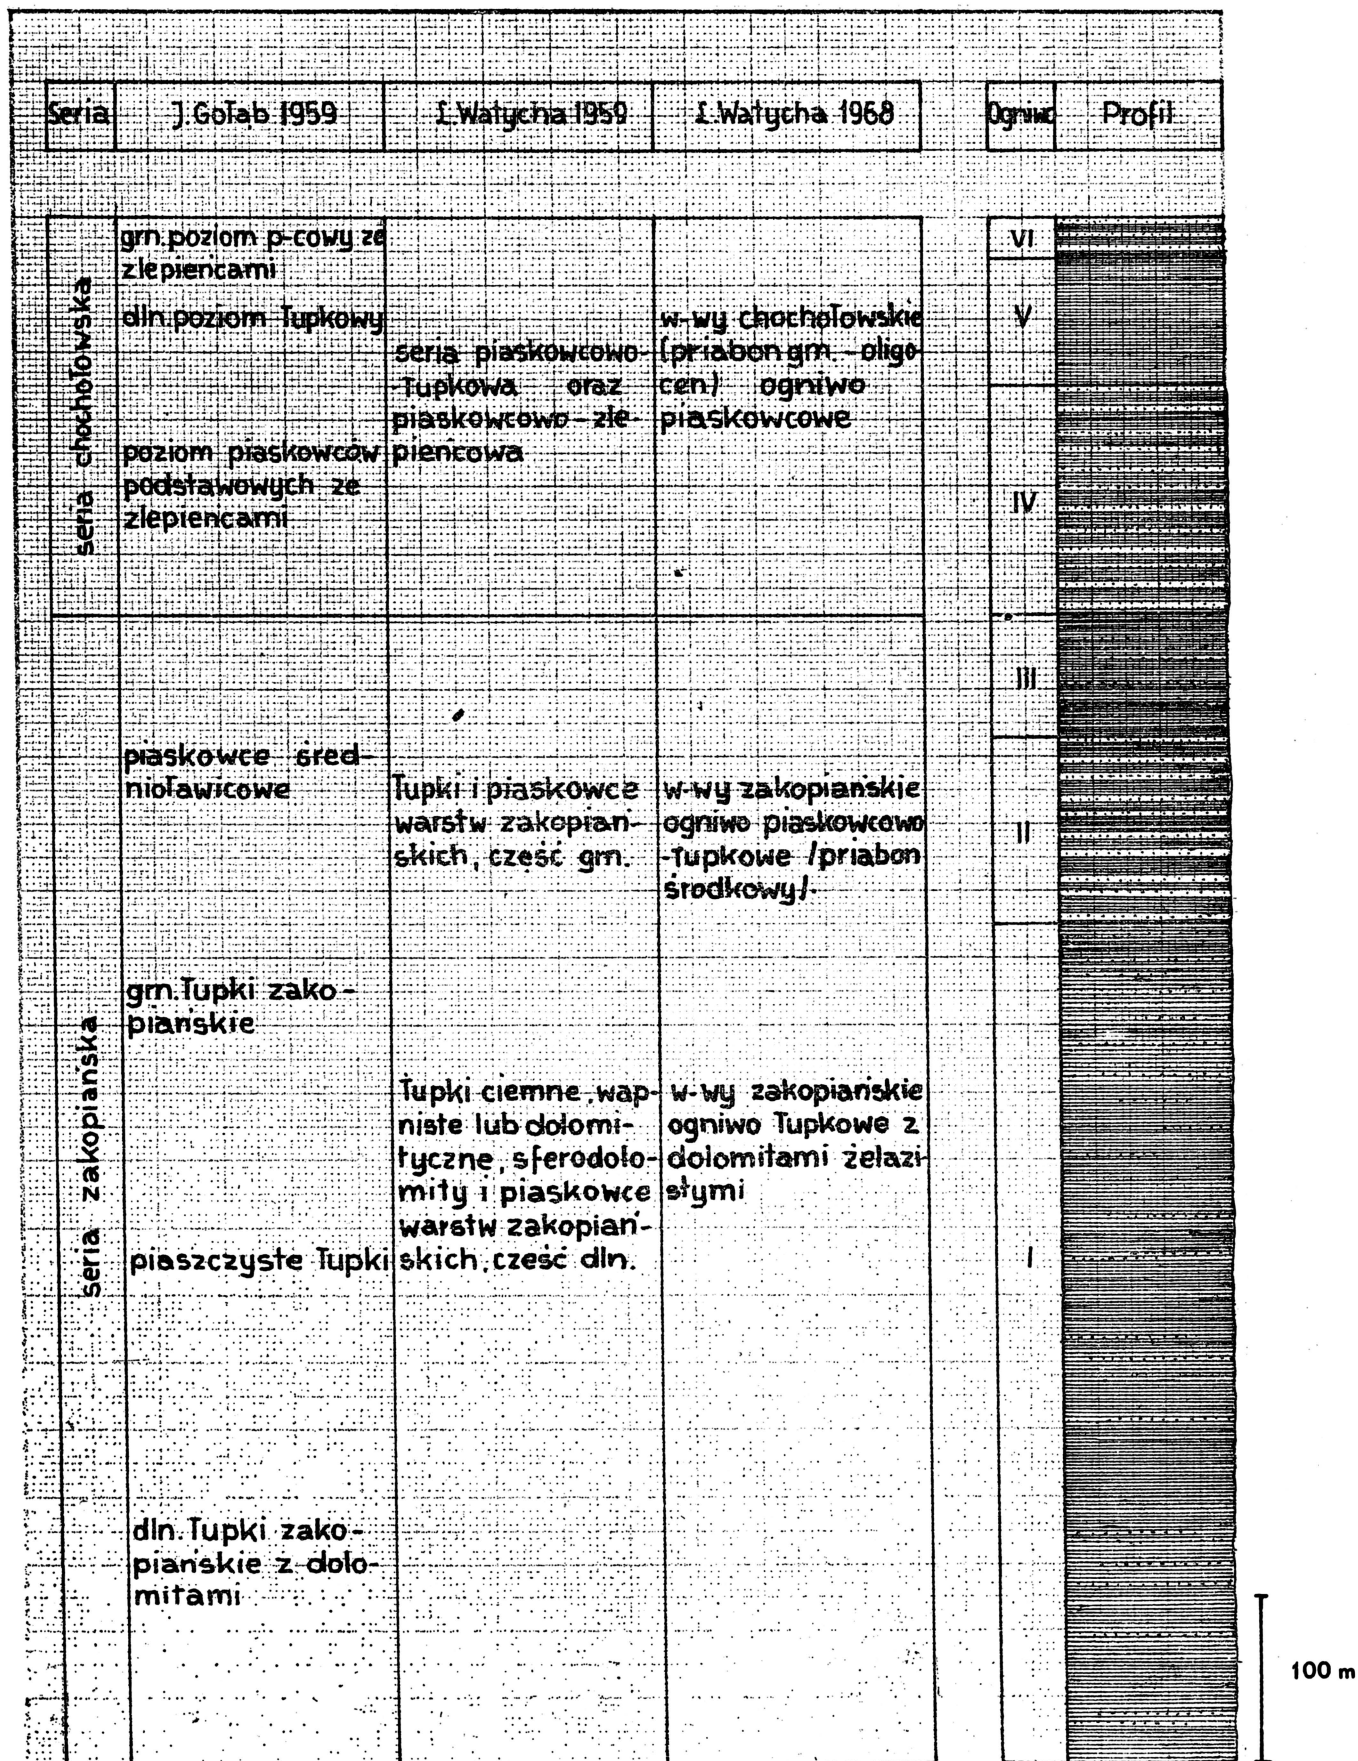 Seria
J.Gołąb 1959
L.Watycha 1959
L.Watycha 1968
Ogniwo
Profil
seria chochołowska
grn.poziom p-cowy ze
zlepieńcami
dln.poziom łupkowy
poziom piaskowców
podstawowych ze
zlepieńcami
seria piaskowcowo-
-łupkowa oraz
piaskowcowo-zle-
pieńcowa
w-wy chochołowskie
(priabon grn.-oligo-
cen) ogniwo
piaskowcowe
VI
V
IV
seria zakopiańska
piaskowce śred-
nioławicowe
grn.łupki zako-
piańskie
piaszczyste łupki
dln.łupki zako-
piańskie z dolo-
mitami
łupki i piaskowce
warstw zakopiań-
skich, część grn.
łupki ciemne, wap-
niste lub dolomi-
tyczne, sferodolo-
mity i piaskowce
warstw zakopiań-
skich, cześć dln.
w-wy zakopiańskie
ogniwo piaskowcowo
-łupkowe /priabon
środkowy/.
w-wy zakopiańskie
ogniwo łupkowe z
dolomitami żelazi-
stymi
III
II
I
100 m